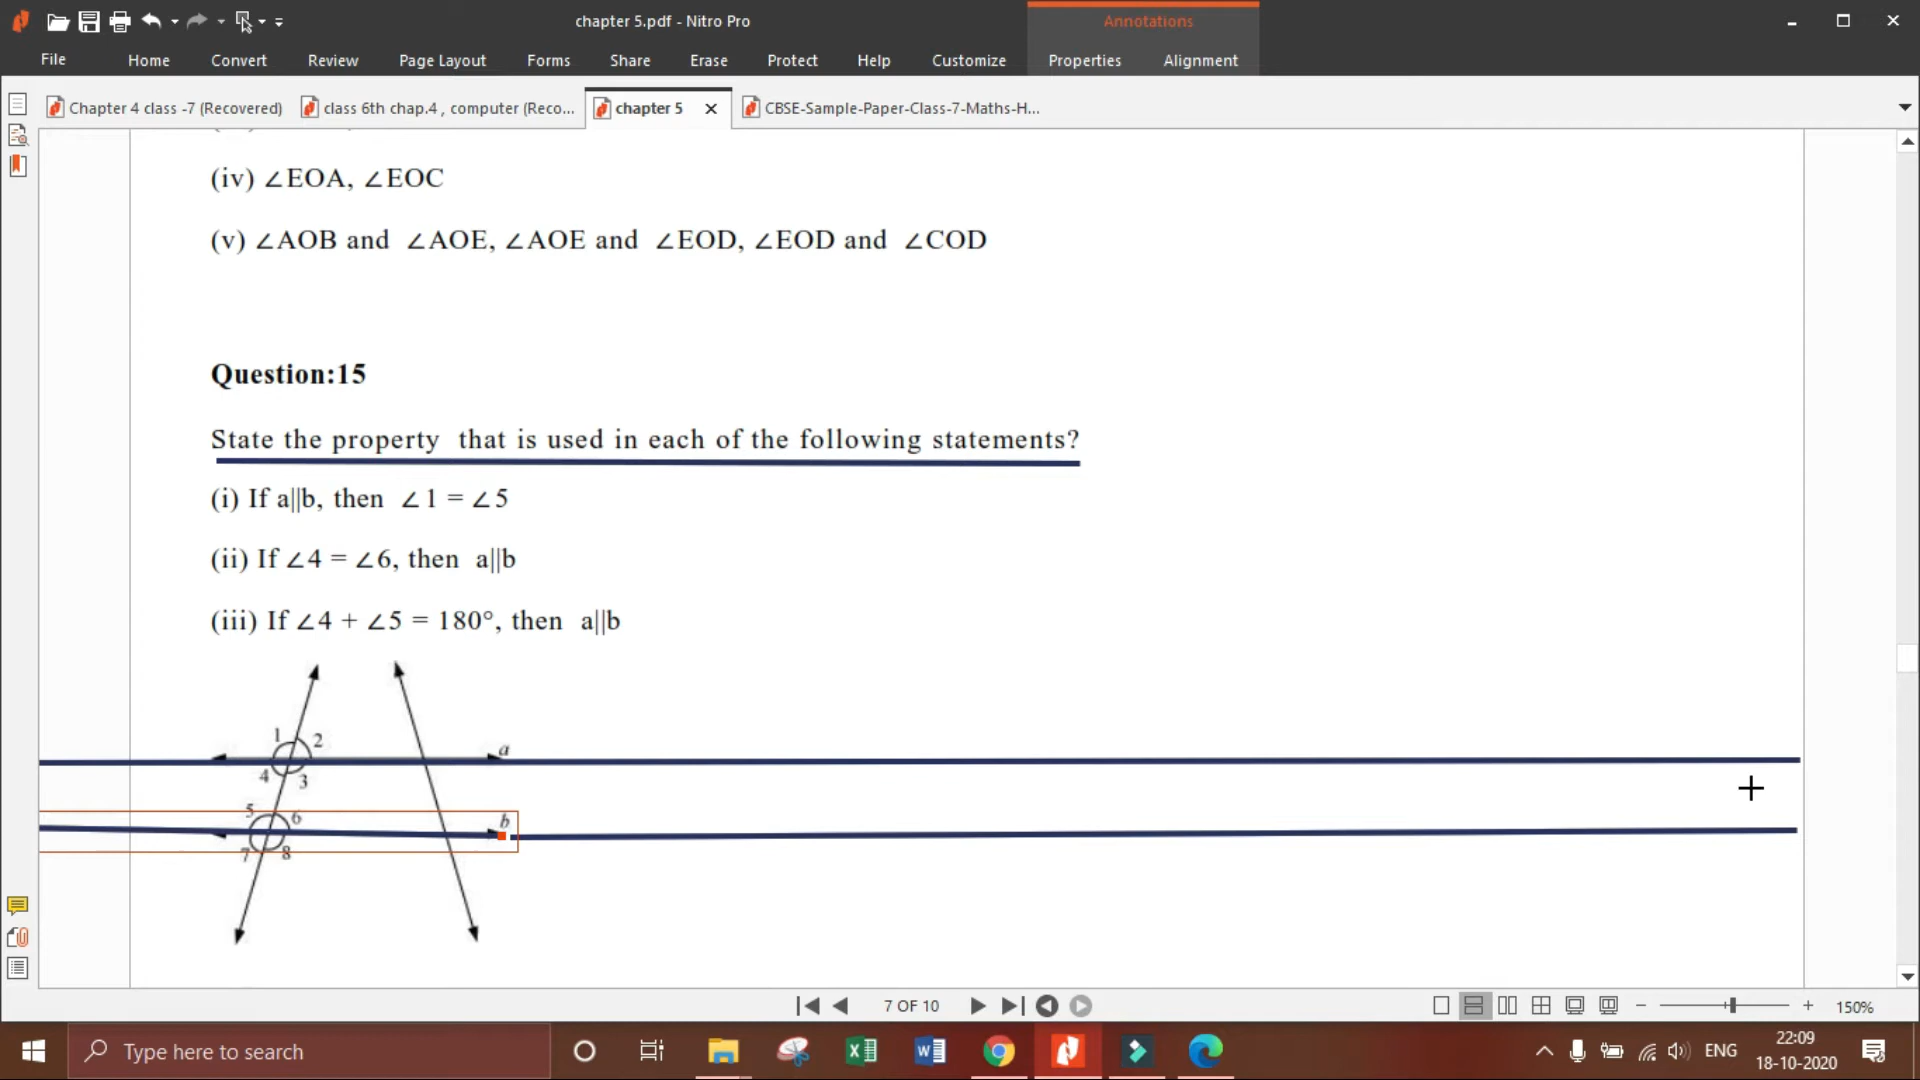 chapter 5.pdf - Nitro Pro
Annotations
File Home Convert Review Page Layout Forms Share Erase Protect Help Customize Properties Alignment
Chapter 4 class -7 (Recovered) class 6th chap.4 , computer (Reco... chapter 5 CBSE-Sample-Paper-Class-7-Maths-H...
(iv) ∠EOA, ∠EOC
(v) ∠AOB and ∠AOE, ∠AOE and ∠EOD, ∠EOD and ∠COD
Question:15
State the property that is used in each of the following statements?
(i) If a||b, then ∠1 = ∠5
(ii) If ∠4 = ∠6, then a||b
(iii) If ∠4 + ∠5 = 180°, then a||b
1 2 a
4 3
5 6 b
7 8
7 OF 10
150%
Type here to search
ENG
22:09
18-10-2020